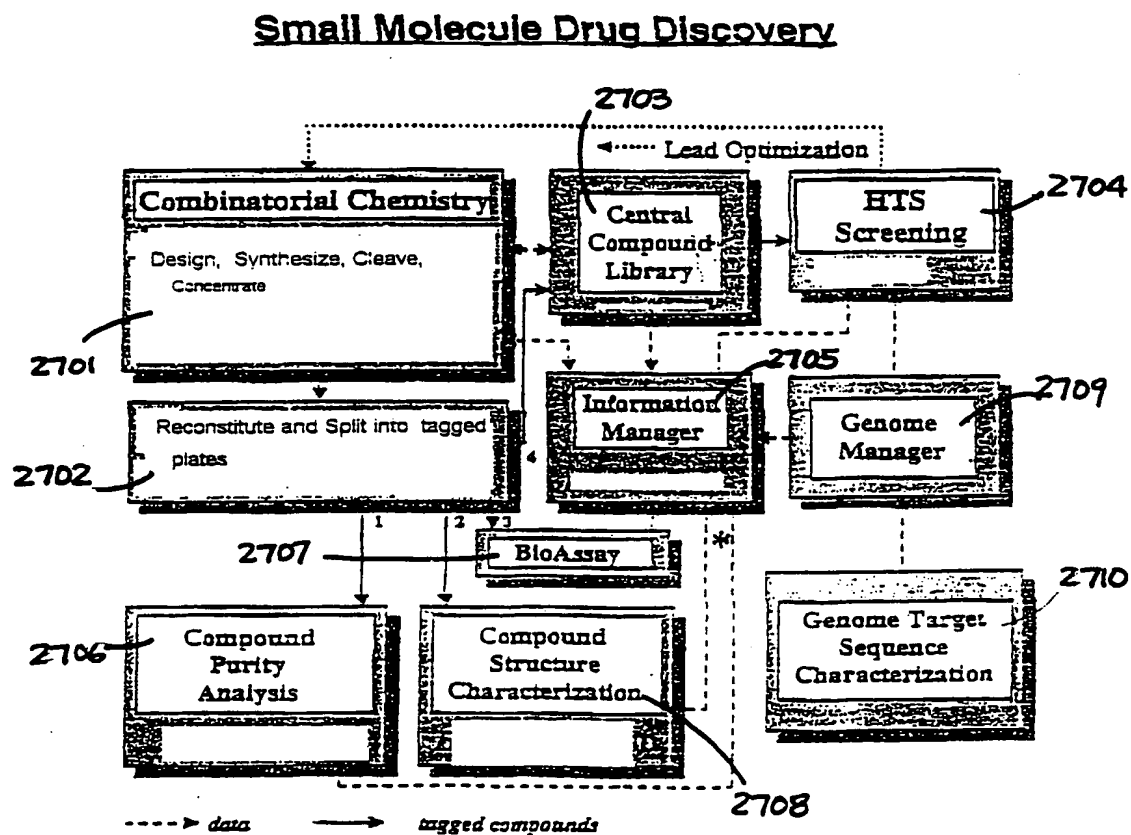 Small Molecule Drug Discovery
2703
Lead Optimization
Combinatorial Chemistry
Design, Synthesize, Cleave,
Concentrate
2701
Central
Compound
Library
HTS
Screening
2704
2705
Reconstitute and Split into tagged
plates
2702
4
Information
Manager
Genome
Manager
2709
1
2
3
2707
BioAssay
*
2706
Compound
Purity
Analysis
Compound
Structure
Characterization
2708
Genome Target
Sequence
Characterization
2710
data
tagged compounds